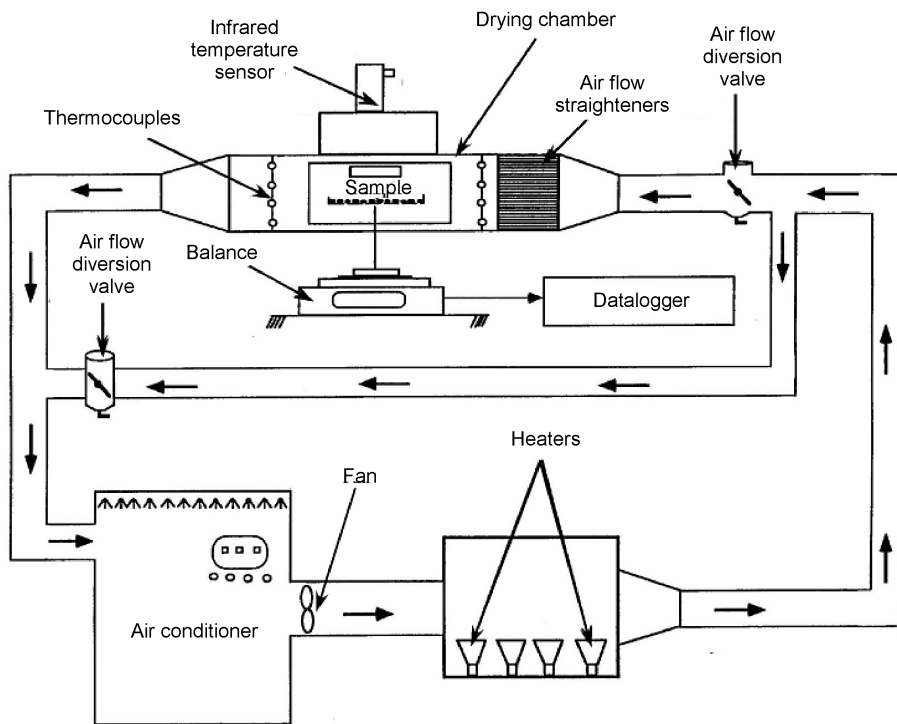 Infrared
temperature
sensor
Drying chamber
Air flow
diversion
valve
Air flow
straighteners
Thermocouples
Sample
Air flow
diversion
valve
Balance
Datalogger
Heaters
Fan
Air conditioner